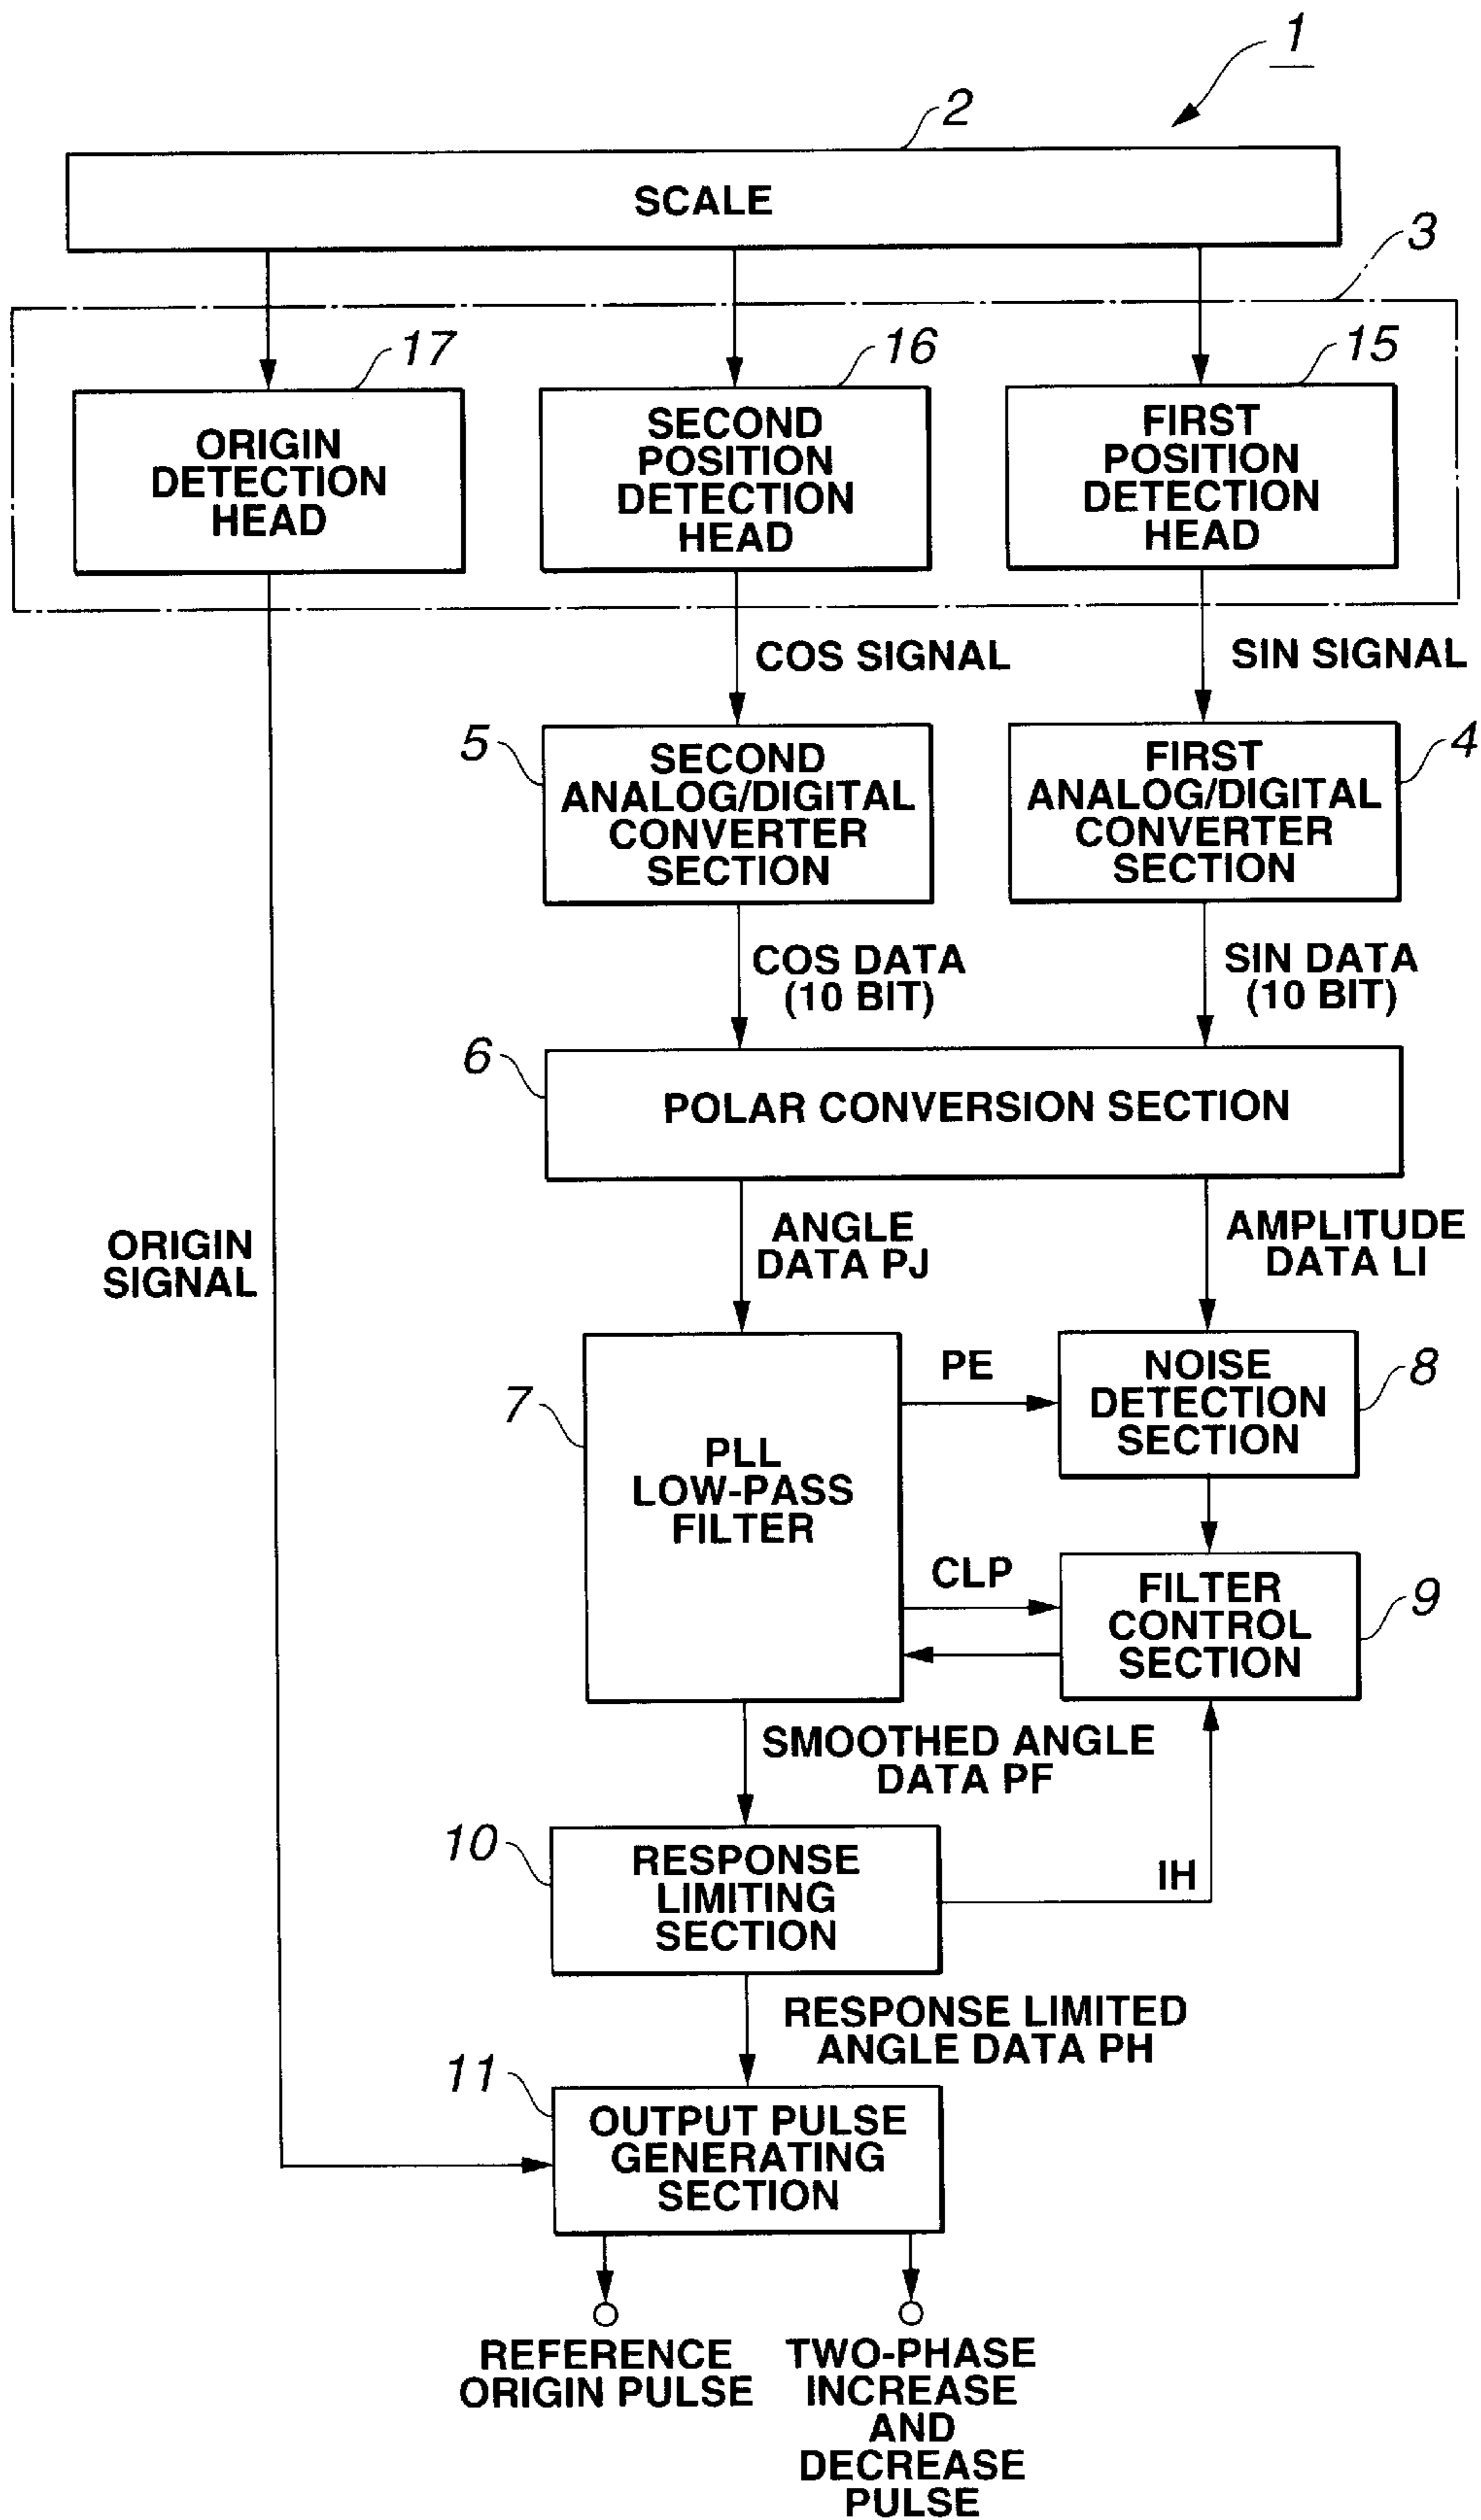 1
2
SCALE
3
17
16
15
ORIGIN
DETECTION
HEAD
SECOND
POSITION
DETECTION
HEAD
FIRST
POSITION
DETECTION
HEAD
COS SIGNAL
SIN SIGNAL
5
SECOND
ANALOG/DIGITAL
CONVERTER
SECTION
4
FIRST
ANALOG/DIGITAL
CONVERTER
SECTION
COS DATA
(10 BIT)
SIN DATA
(10 BIT)
6
POLAR CONVERSION SECTION
ORIGIN
SIGNAL
ANGLE
DATA PJ
AMPLITUDE
DATA LI
7
PLL
LOW-PASS
FILTER
PE
NOISE
DETECTION
SECTION
8
CLP
FILTER
CONTROL
SECTION
9
SMOOTHED ANGLE
DATA PF
10
RESPONSE
LIMITING
SECTION
IH
RESPONSE LIMITED
ANGLE DATA PH
11
OUTPUT PULSE
GENERATING
SECTION
REFERENCE
ORIGIN PULSE
TWO-PHASE
INCREASE
AND
DECREASE
PULSE